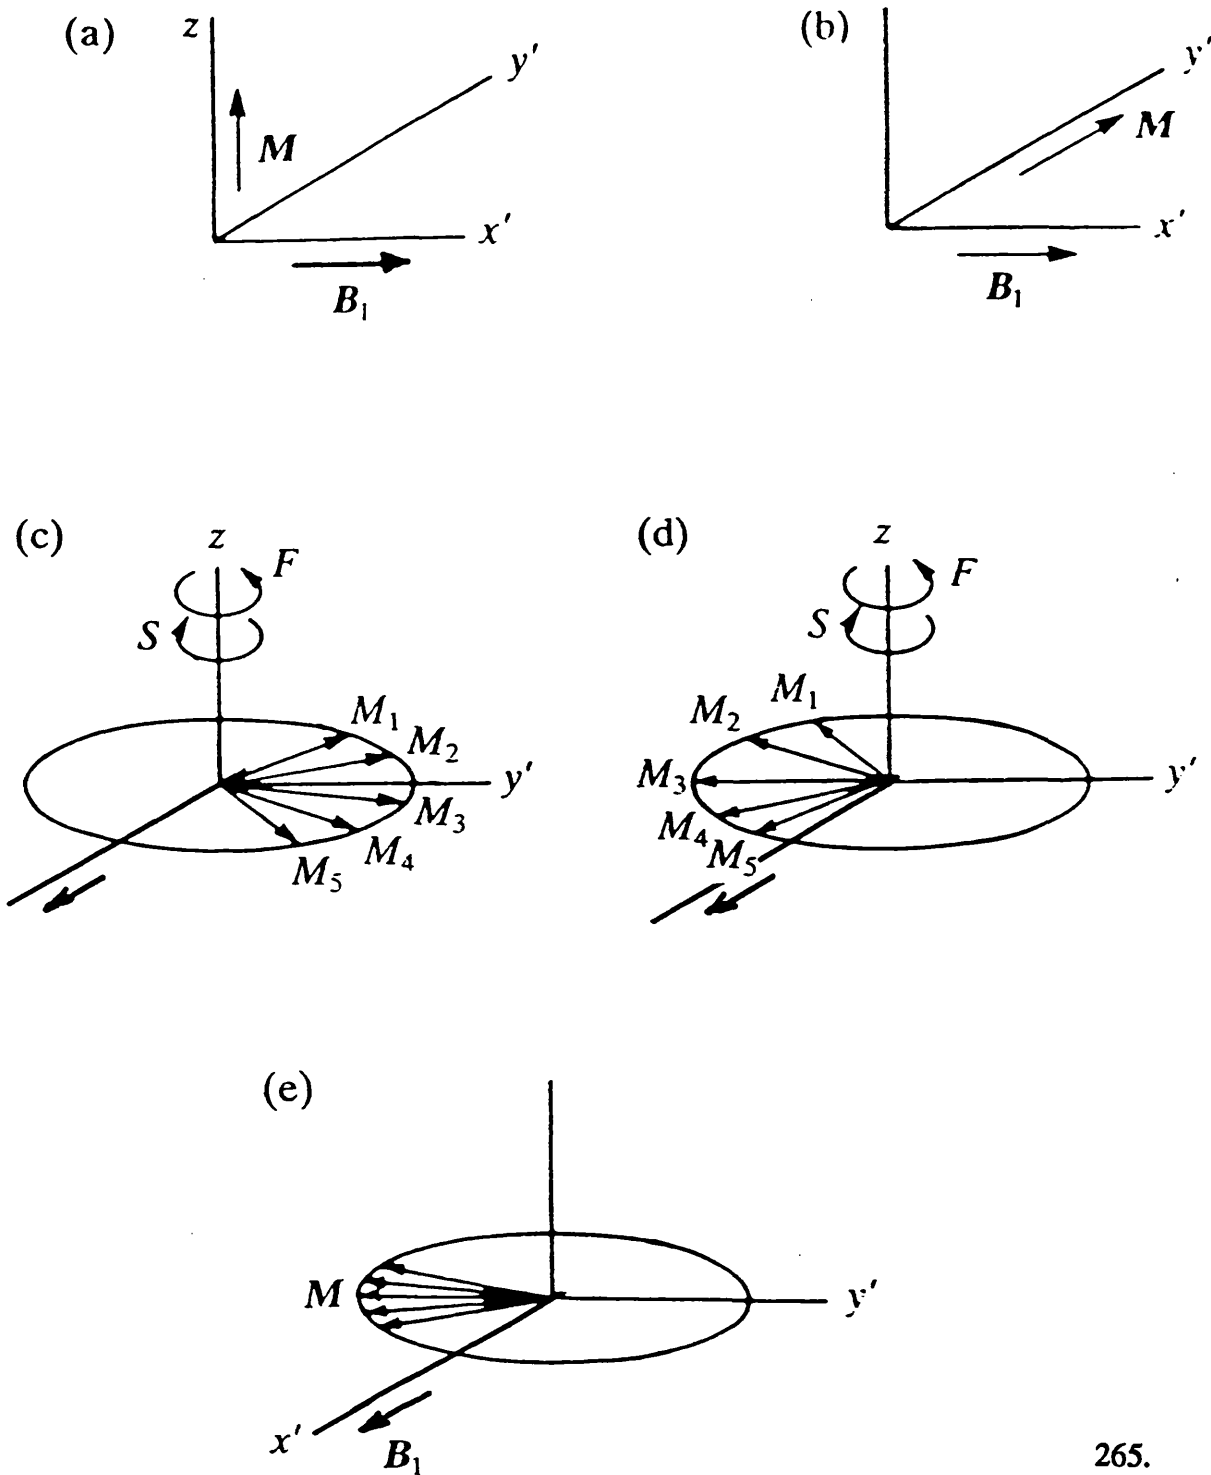 (a)
z
y′
M
x′
B₁
(b)
y′
M
x′
B₁
(c)
z
F
S
M₁
M₂
y′
M₃
M₄
M₅
(d)
z
F
S
M₁
M₂
M₃
y′
M₄
M₅
(e)
M
y′
x′
B₁
265.